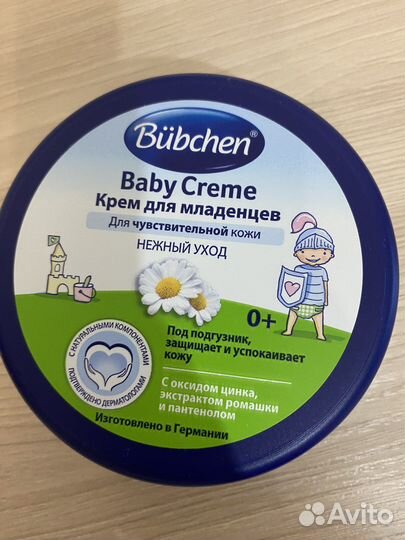 Bübchen®
Baby Creme
Крем для младенцев
Для чувствительной кожи
НЕЖНЫЙ УХОД
0+
Под подгузник,
защищает и успокаивает
кожу
С НАТУРАЛЬНЫМИ КОМПОНЕНТАМИ
ПОДТВЕРЖДЕНО ДЕРМАТОЛОГАМИ
С оксидом цинка,
экстрактом ромашки
и пантенолом
Изготовлено в Германии
Avito